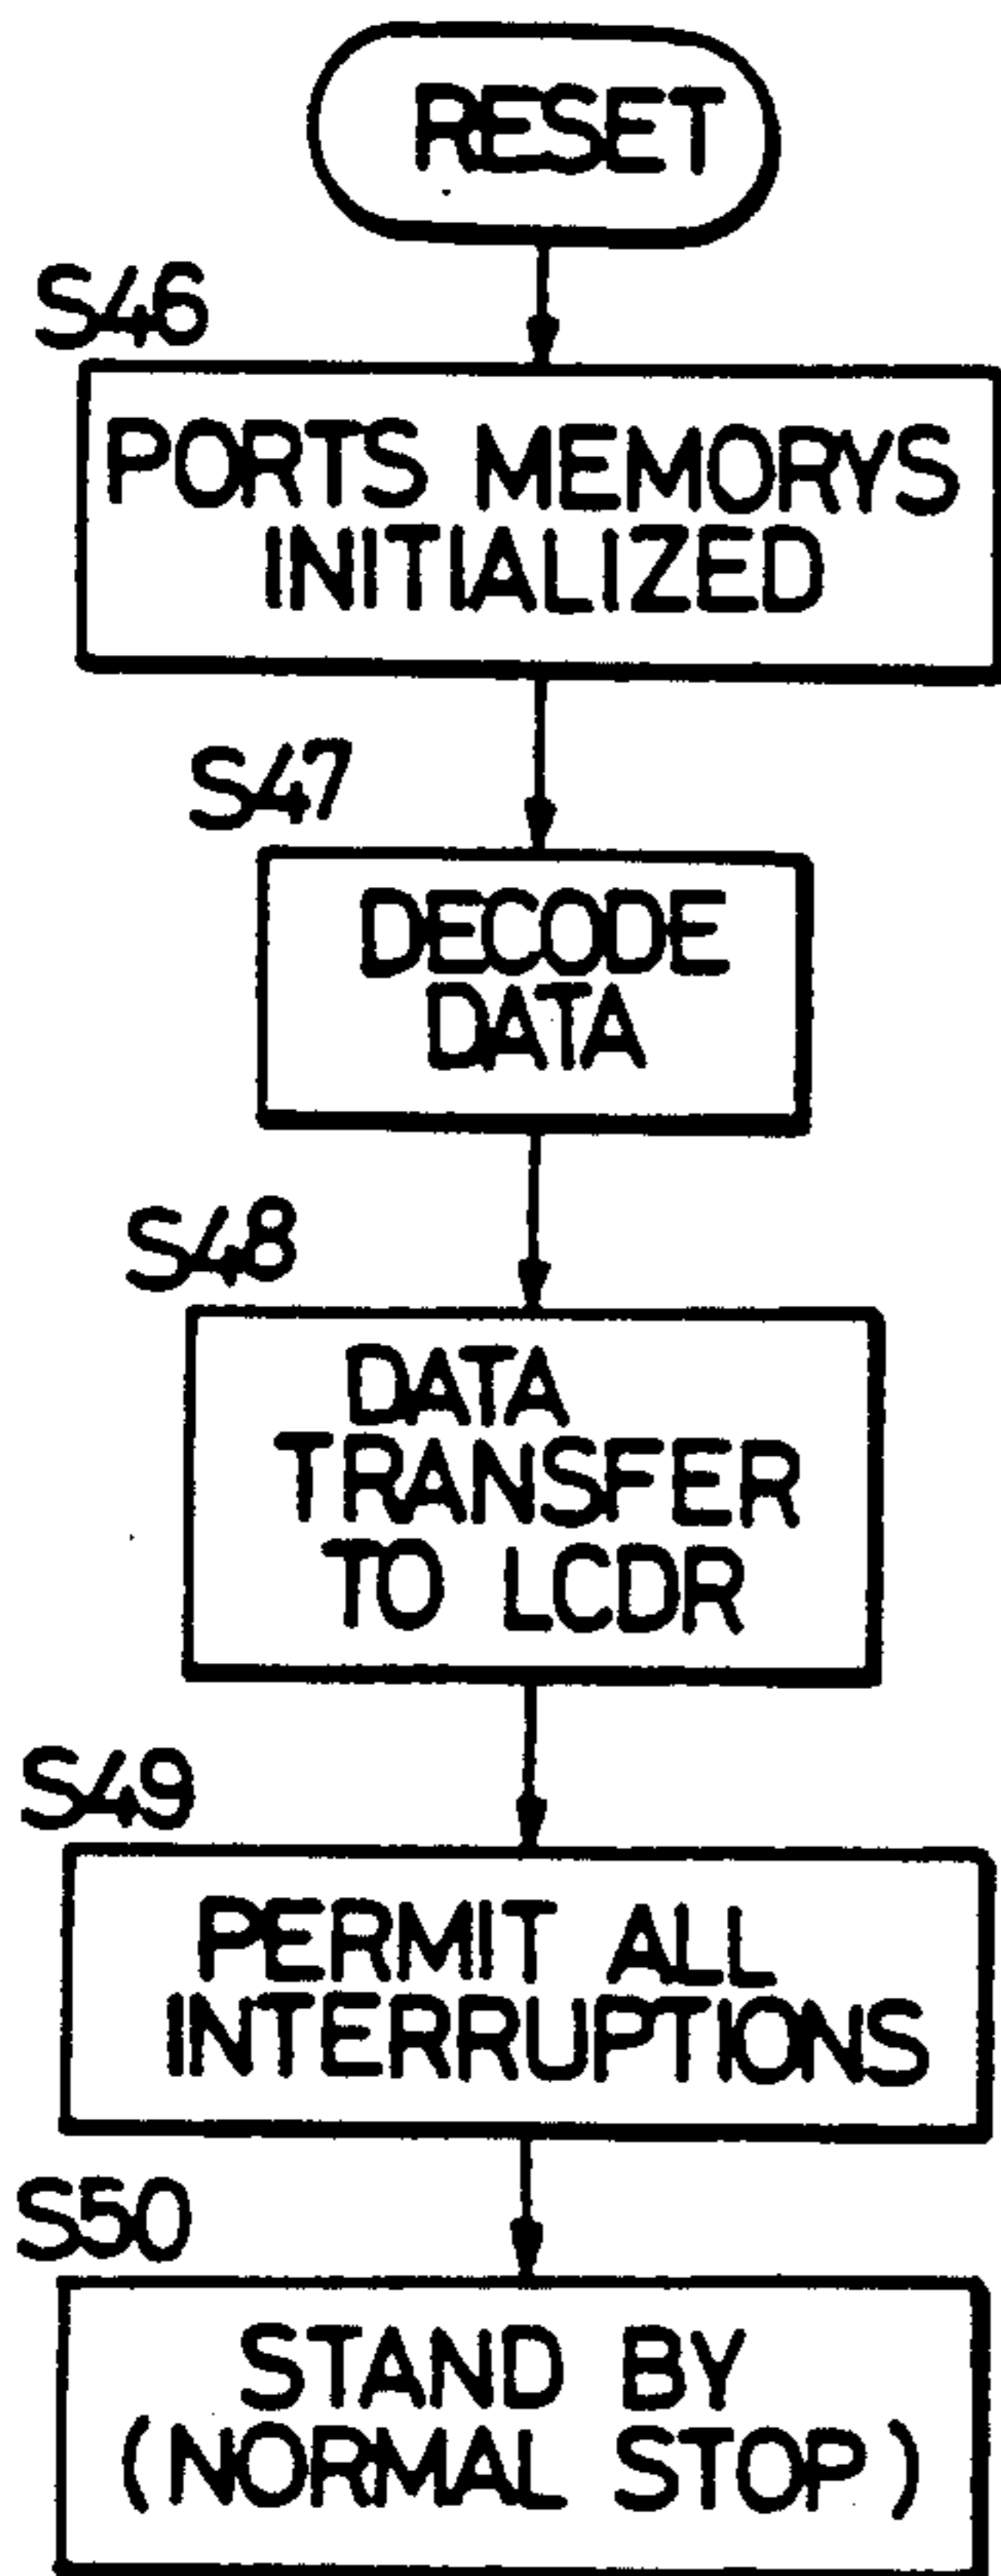 RESET
S46
PORTS MEMORYS
INITIALIZED
S47
DECODE
DATA
S48
DATA
TRANSFER
TO LCDR
S49
PERMIT ALL
INTERRUPTIONS
S50
STAND BY
(NORMAL STOP)